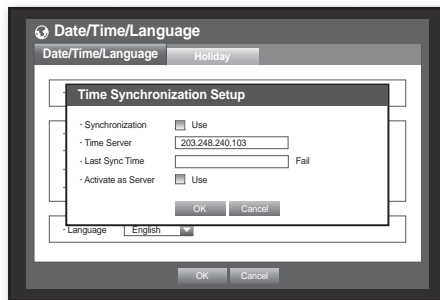 Date/Time/Language
Date/Time/Language Holiday
Time Synchronization Setup
· Synchronization Use
· Time Server 203.248.240.103
· Last Sync Time Fail
· Activate as Server Use
OK Cancel
· Language English
OK Cancel